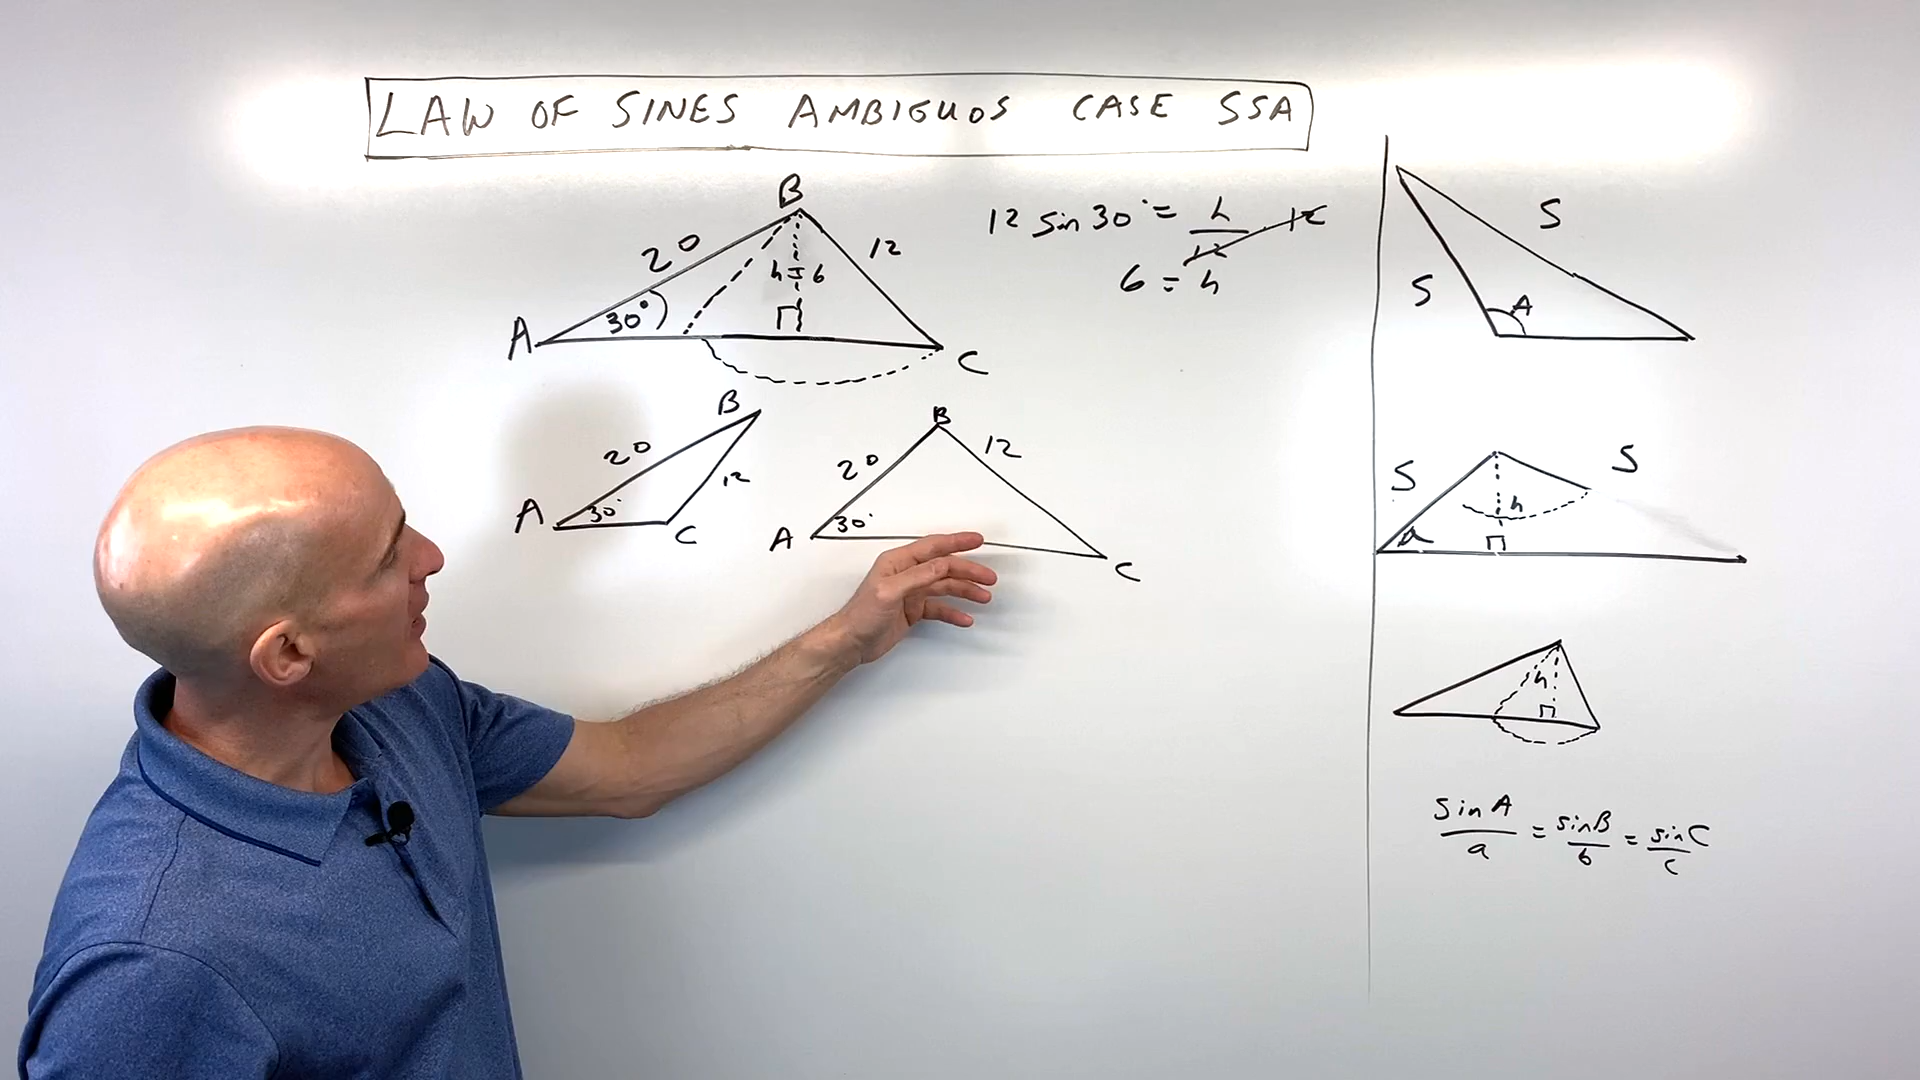 LAW OF SINES AMBIGUOS CASE SSA
B
20
12
h=6
30°
A
C
12 sin 30° = h/12 · 12
6 = h
B
20
12
A
30°
C
B
20
12
A
30°
C
S
S
A
S
S
h
a
h
sin A/a = sin B/b = sin C/c